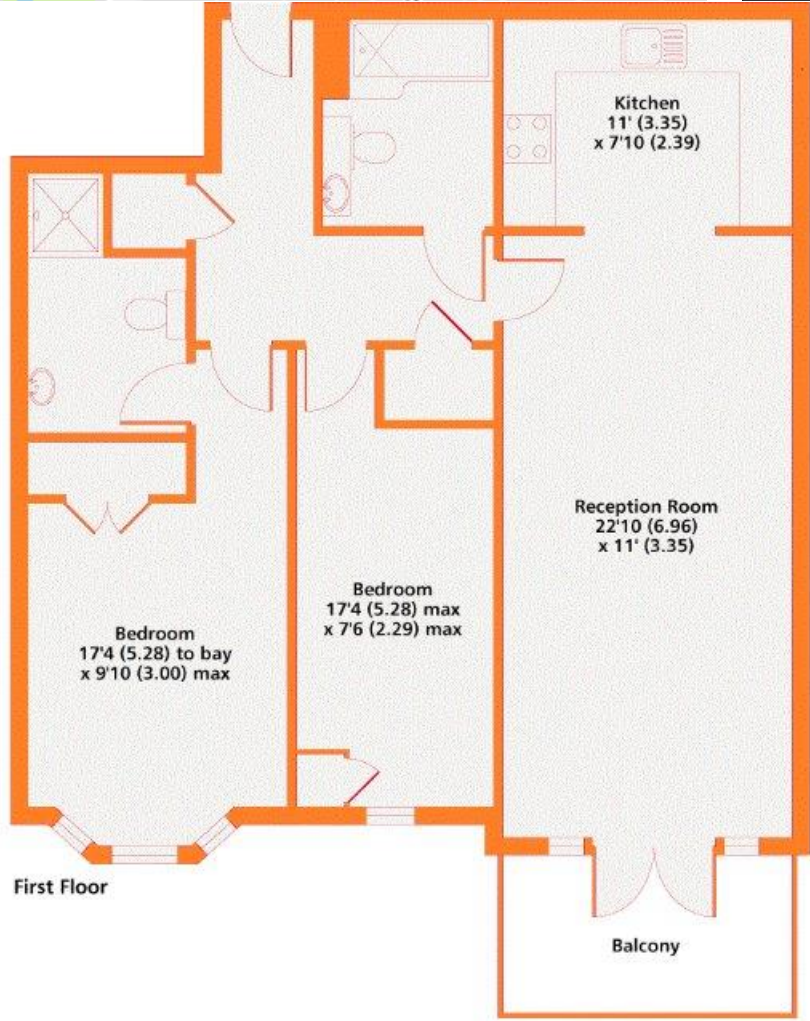 Kitchen
11' (3.35)
x 7'10 (2.39)
Reception Room
22'10 (6.96)
x 11' (3.35)
Bedroom
17'4 (5.28) max
x 7'6 (2.29) max
Bedroom
17'4 (5.28) to bay
x 9'10 (3.00) max
First Floor
Balcony